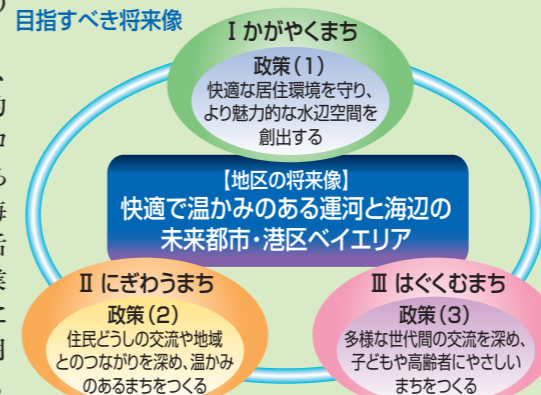 目指すべき将来像
Ⅰ かがやくまち
政策(1)
快適な居住環境を守り、
より魅力的な水辺空間を
創出する
【地区の将来像】
快適で温かみのある運河と海辺の
未来都市・港区ベイエリア
Ⅱ にぎわうまち
政策(2)
住民どうしの交流や地域
とのつながりを深め、温かみ
のあるまちをつくる
Ⅲ はぐくむまち
政策(3)
多様な世代間の交流を深め、
子どもや高齢者にやさしい
まちをつくる